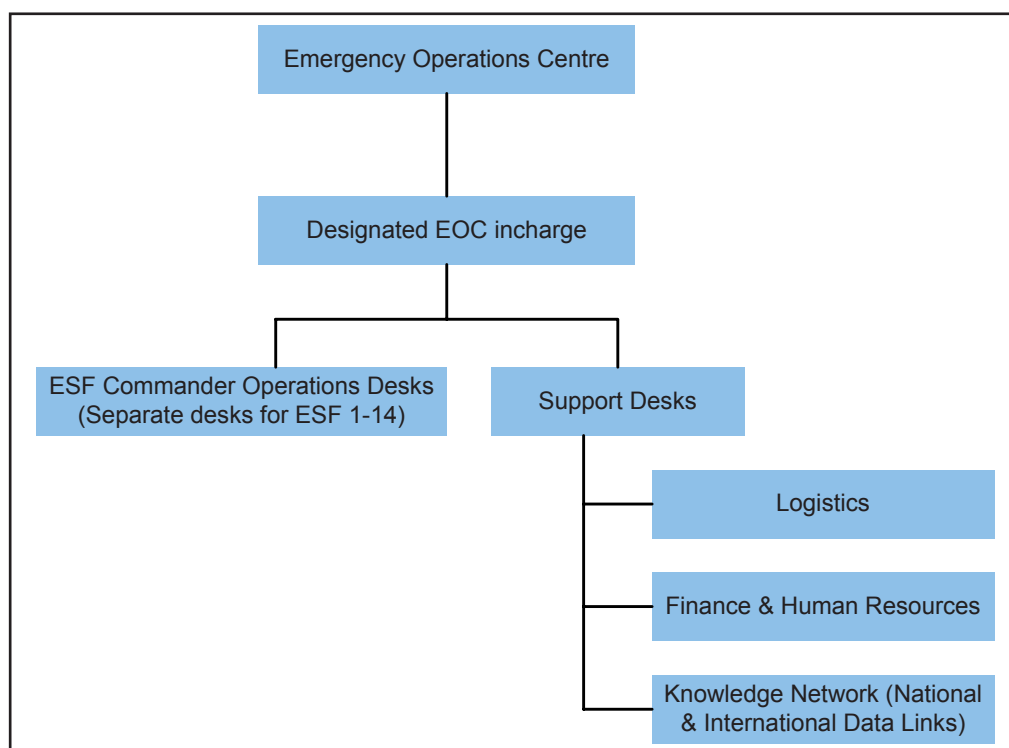 Emergency Operations Centre
Designated EOC incharge
ESF Commander Operations Desks
(Separate desks for ESF 1-14)
Support Desks
Logistics
Finance & Human Resources
Knowledge Network (National
& International Data Links)